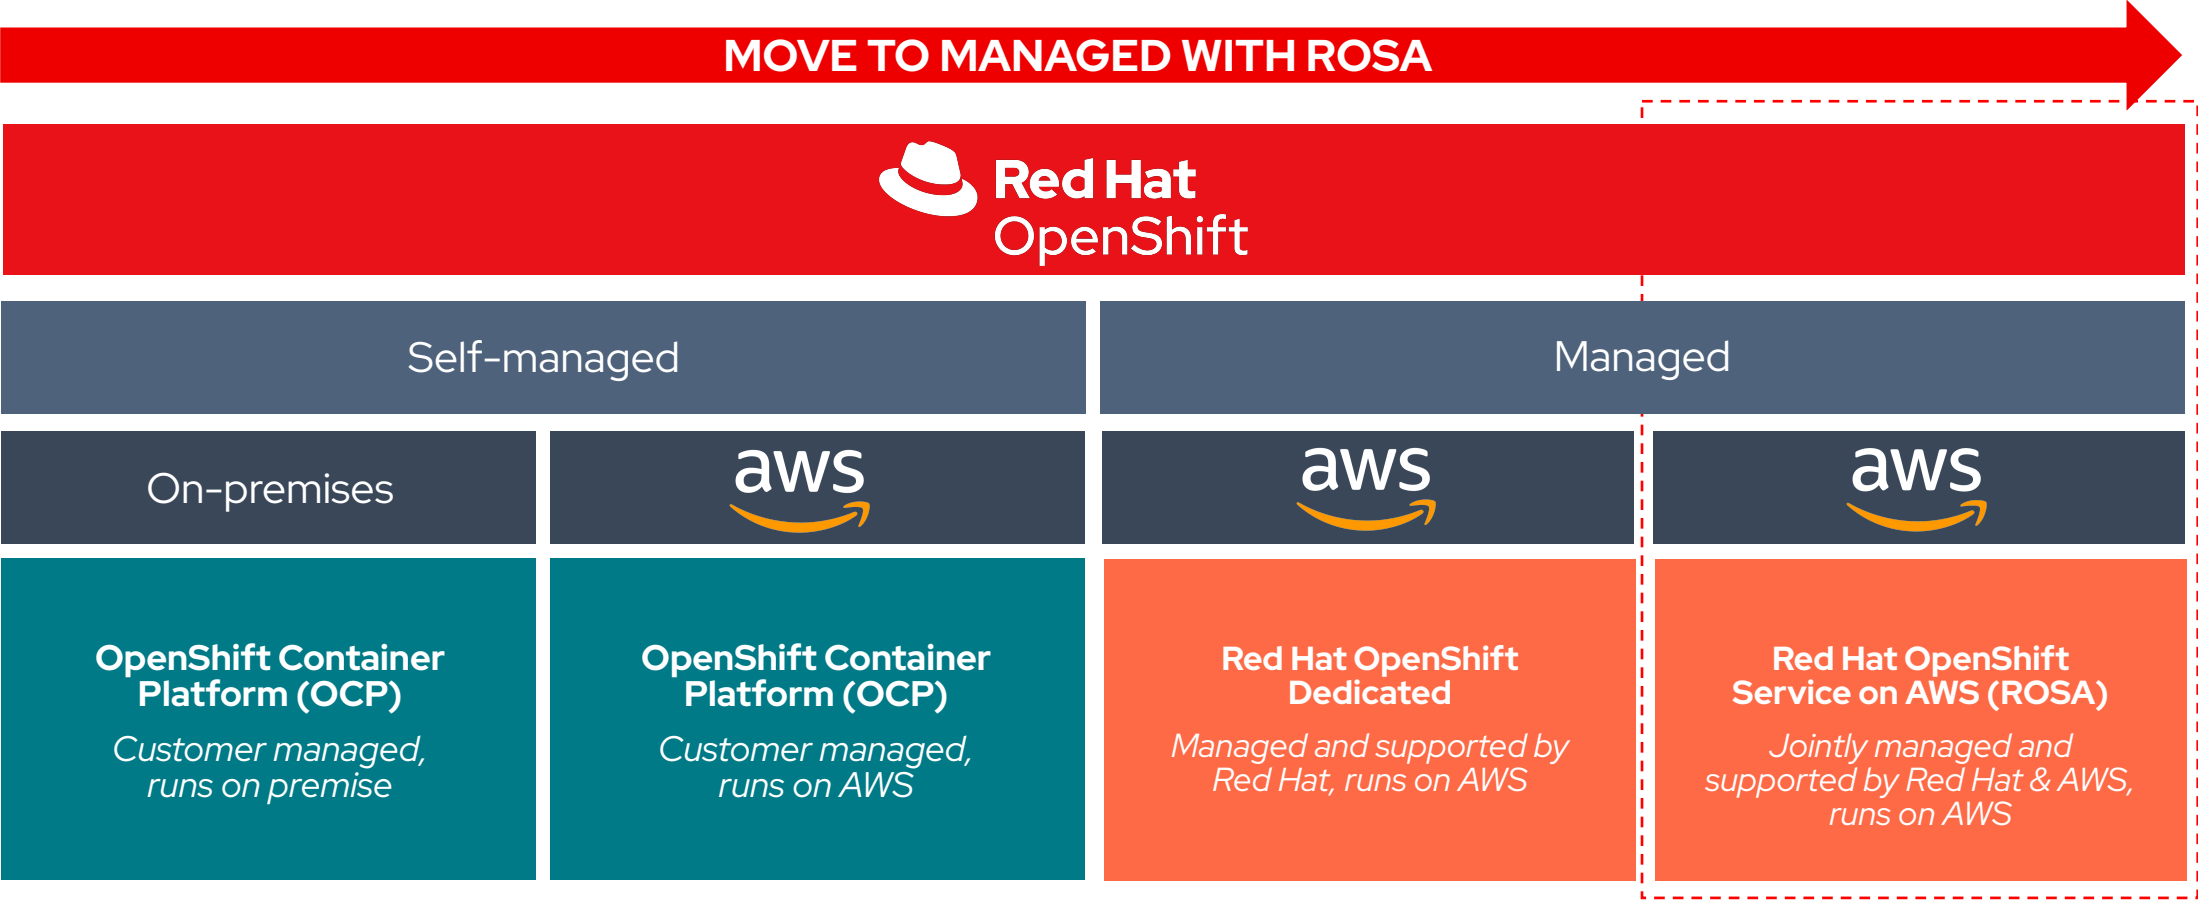 MOVE TO MANAGED WITH ROSA
Red Hat
OpenShift
Self-managed
Managed
On-premises
aws
aws
aws
OpenShift Container
Platform (OCP)
Customer managed,
runs on premise
OpenShift Container
Platform (OCP)
Customer managed,
runs on AWS
Red Hat OpenShift
Dedicated
Managed and supported by
Red Hat, runs on AWS
Red Hat OpenShift
Service on AWS (ROSA)
Jointly managed and
supported by Red Hat & AWS,
runs on AWS